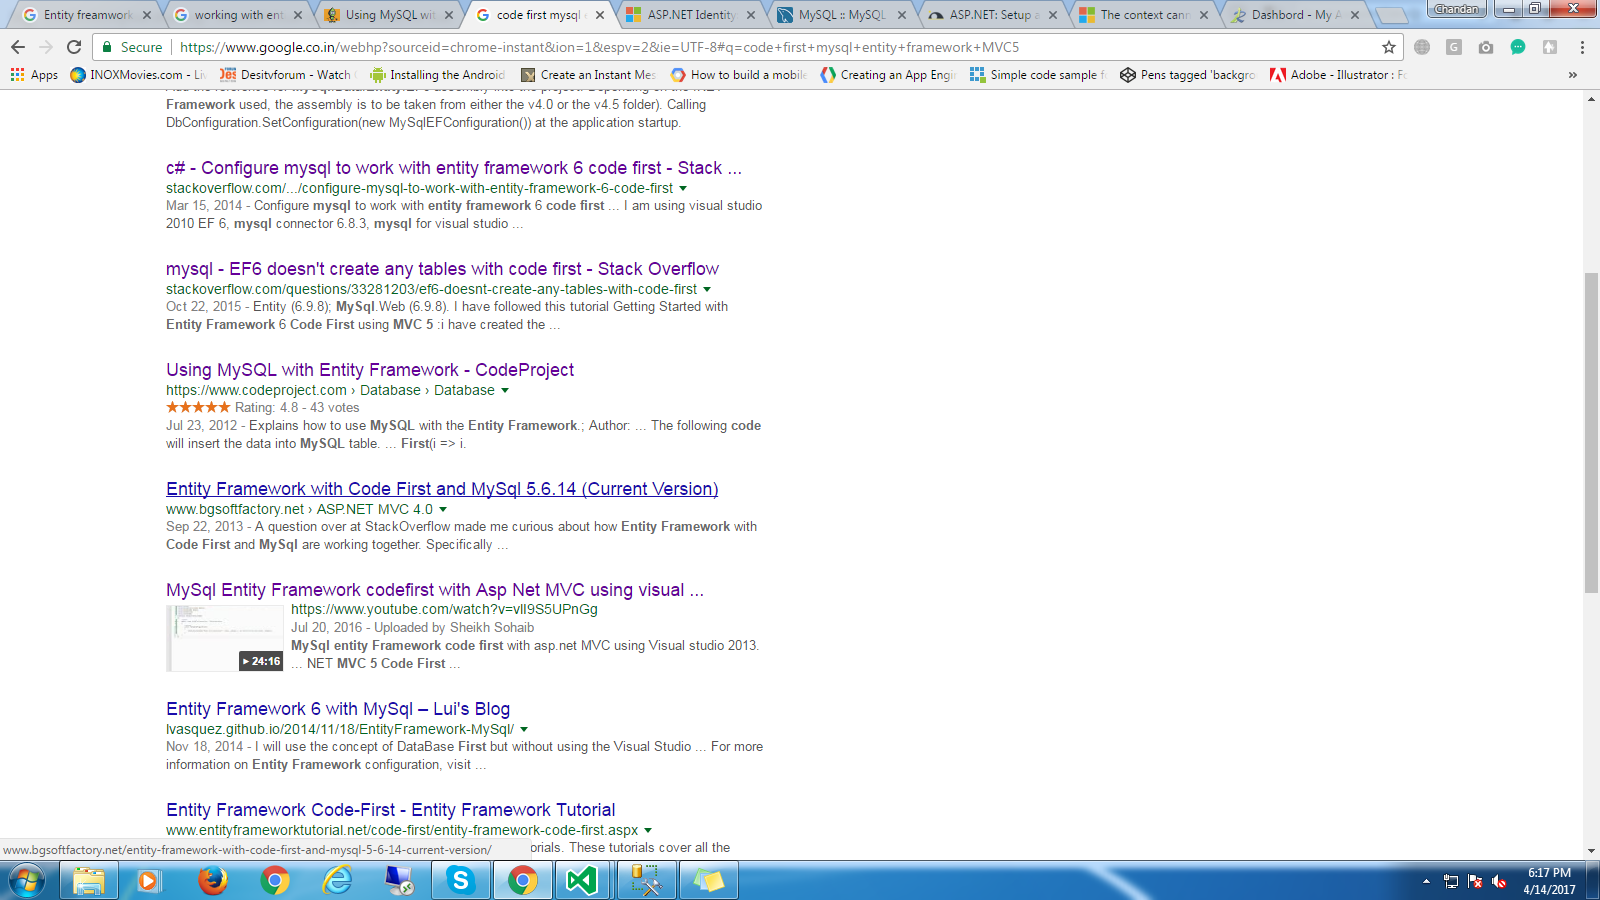 Entity freamwork
working with ent
Using MySQL wit
code first mysql
ASP.NET Identity
MySQL :: MySQL
ASP.NET: Setup a
The context cann
Dashbord - My A
Chandan
Secure
https://www.google.co.in/webhp?sourceid=chrome-instant&ion=1&espv=2&ie=UTF-8#q=code+first+mysql+entity+framework+MVC5
Apps
INOXMovies.com - Li
Desitvforum - Watch
Installing the Android
Create an Instant Mes
How to build a mobile
Creating an App Engi
Simple code sample f
Pens tagged 'backgro
Adobe - Illustrator : Fo
»
Framework used, the assembly is to be taken from either the v4.0 or the v4.5 folder). Calling
DbConfiguration.SetConfiguration(new MySqlEFConfiguration()) at the application startup.
c# - Configure mysql to work with entity framework 6 code first - Stack ...
stackoverflow.com/.../configure-mysql-to-work-with-entity-framework-6-code-first
Mar 15, 2014 - Configure mysql to work with entity framework 6 code first ... I am using visual studio
2010 EF 6, mysql connector 6.8.3, mysql for visual studio ...
mysql - EF6 doesn't create any tables with code first - Stack Overflow
stackoverflow.com/questions/33281203/ef6-doesnt-create-any-tables-with-code-first
Oct 22, 2015 - Entity (6.9.8); MySql.Web (6.9.8). I have followed this tutorial Getting Started with
Entity Framework 6 Code First using MVC 5 :i have created the ...
Using MySQL with Entity Framework - CodeProject
https://www.codeproject.com › Database › Database
Rating: 4.8 - 43 votes
Jul 23, 2012 - Explains how to use MySQL with the Entity Framework.; Author: ... The following code
will insert the data into MySQL table. ... First(i => i.
Entity Framework with Code First and MySql 5.6.14 (Current Version)
www.bgsoftfactory.net › ASP.NET MVC 4.0
Sep 22, 2013 - A question over at StackOverflow made me curious about how Entity Framework with
Code First and MySql are working together. Specifically ...
MySql Entity Framework codefirst with Asp Net MVC using visual ...
https://www.youtube.com/watch?v=vlI9S5UPnGg
Jul 20, 2016 - Uploaded by Sheikh Sohaib
MySql entity Framework code first with asp.net MVC using Visual studio 2013.
... NET MVC 5 Code First ...
24:16
Entity Framework 6 with MySql – Lui's Blog
lvasquez.github.io/2014/11/18/EntityFramework-MySql/
Nov 18, 2014 - I will use the concept of DataBase First but without using the Visual Studio ... For more
information on Entity Framework configuration, visit ...
Entity Framework Code-First - Entity Framework Tutorial
www.entityframeworktutorial.net/code-first/entity-framework-code-first.aspx
orials. These tutorials cover all the
www.bgsoftfactory.net/entity-framework-with-code-first-and-mysql-5-6-14-current-version/
6:17 PM
4/14/2017